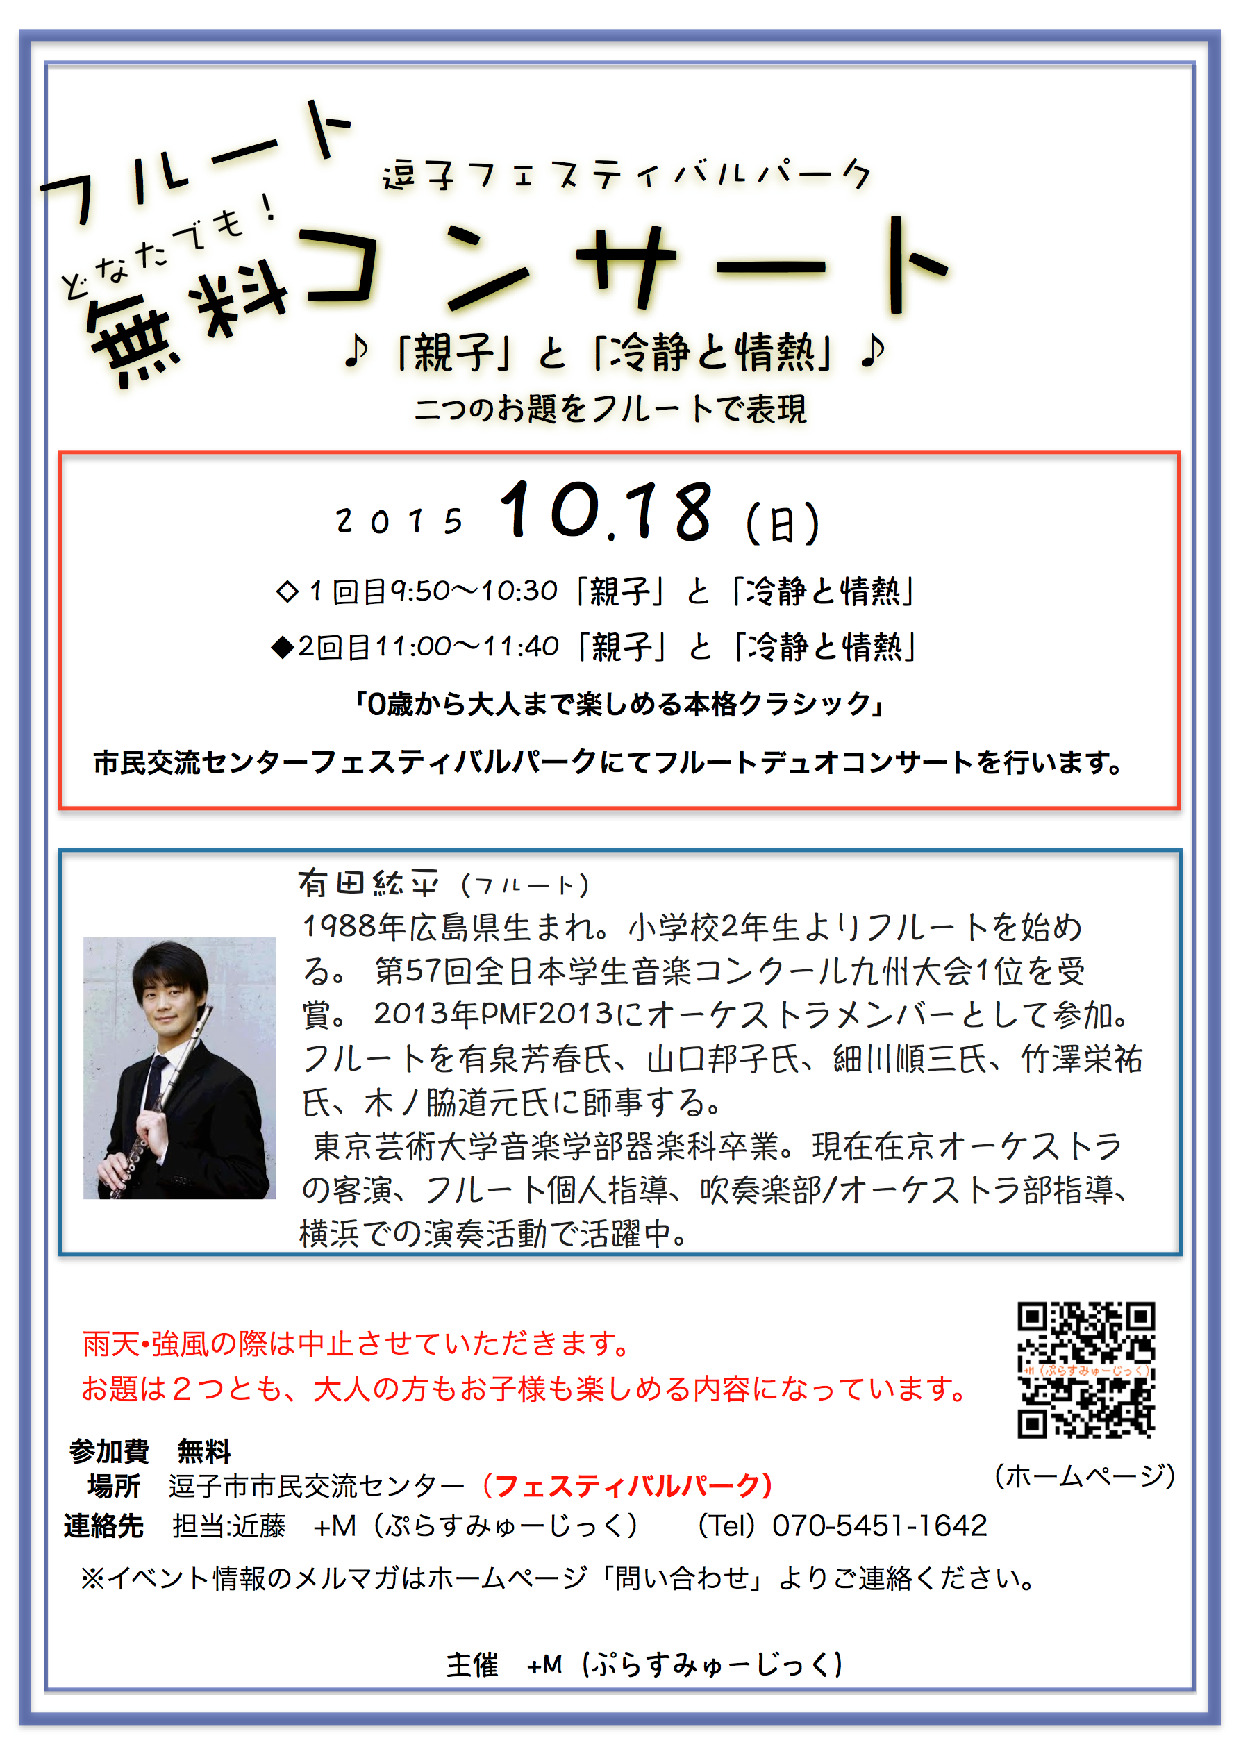 フルート
どなたでも！
無料
逗子フェスティバルパーク
コンサート
♪「親子」と「冷静と情熱」♪
二つのお題をフルートで表現
２０１５ 10.18（日）
◇１回目9:50～10:30「親子」と「冷静と情熱」
◆2回目11:00～11:40「親子」と「冷静と情熱」
「0歳から大人まで楽しめる本格クラシック」
市民交流センターフェスティバルパークにてフルートデュオコンサートを行います。
有田紘平（フルート）
1988年広島県生まれ。小学校2年生よりフルートを始め
る。 第57回全日本学生音楽コンクール九州大会1位を受
賞。 2013年PMF2013にオーケストラメンバーとして参加。
フルートを有泉芳春氏、山口邦子氏、細川順三氏、竹澤栄祐
氏、木ノ脇道元氏に師事する。
東京芸術大学音楽学部器楽科卒業。現在在京オーケストラ
の客演、フルート個人指導、吹奏楽部/オーケストラ部指導、
横浜での演奏活動で活躍中。
雨天•強風の際は中止させていただきます。
お題は２つとも、大人の方もお子様も楽しめる内容になっています。
+M（ぷらすみゅーじっく）
（ホームページ）
参加費　無料
場所　逗子市市民交流センター（フェスティバルパーク）
連絡先　担当:近藤　+M（ぷらすみゅーじっく）　（Tel）070-5451-1642
※イベント情報のメルマガはホームページ「問い合わせ」よりご連絡ください。
主催　+M（ぷらすみゅーじっく）